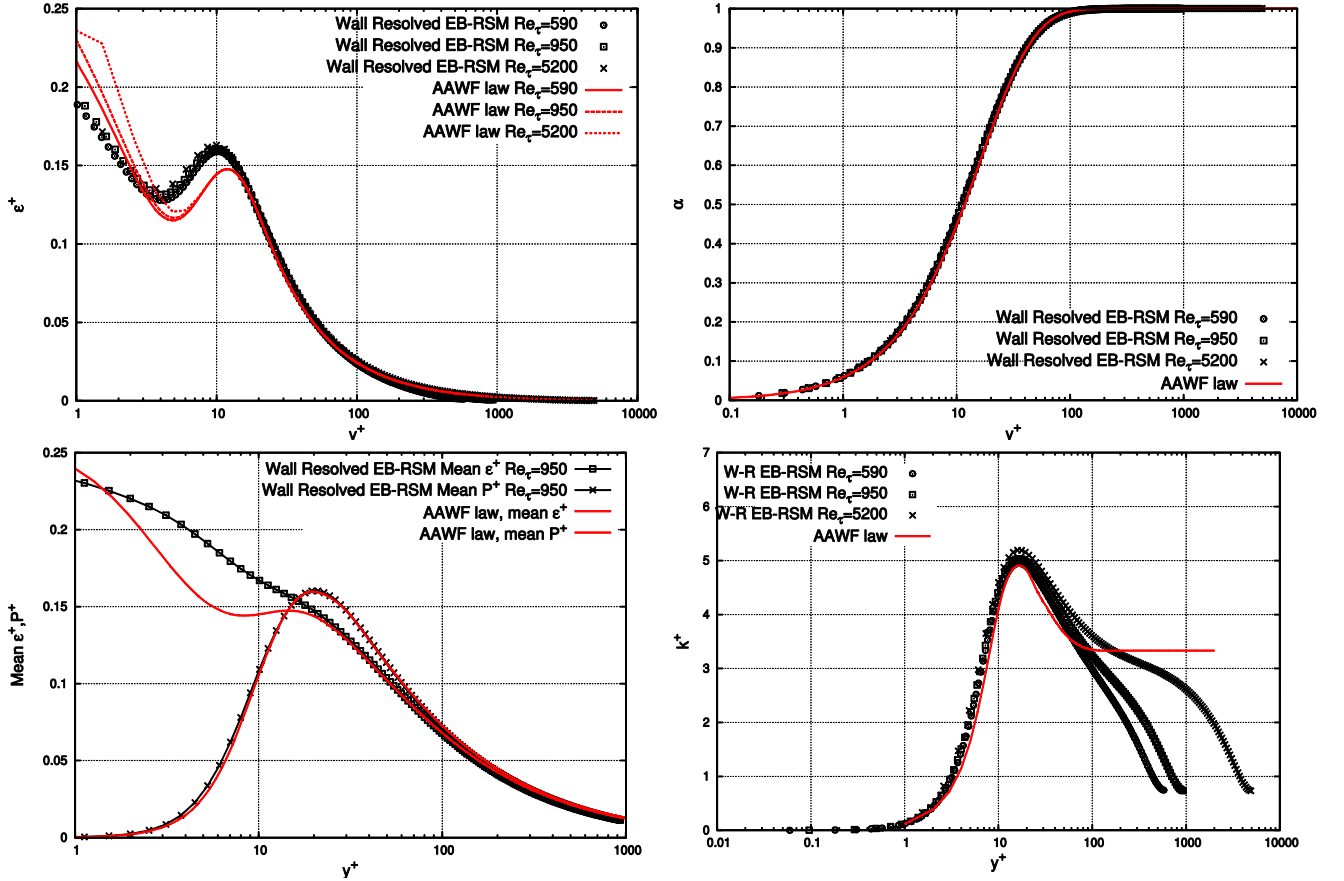 0.25
0.2
0.15
0.1
0.05
0
1
10
100
1000
10000
ε+
y+
Wall Resolved EB-RSM Reτ=590
Wall Resolved EB-RSM Reτ=950
Wall Resolved EB-RSM Reτ=5200
AAWF law Reτ=590
AAWF law Reτ=950
AAWF law Reτ=5200
1
0.9
0.8
0.7
0.6
0.5
0.4
0.3
0.2
0.1
0
0.1
1
10
100
1000
10000
α
y+
Wall Resolved EB-RSM Reτ=590
Wall Resolved EB-RSM Reτ=950
Wall Resolved EB-RSM Reτ=5200
AAWF law
0.25
0.2
0.15
0.1
0.05
0
1
10
100
1000
Mean ε+,P+
y+
Wall Resolved EB-RSM Mean ε+ Reτ=950
Wall Resolved EB-RSM Mean P+ Reτ=950
AAWF law, mean ε+
AAWF law, mean P+
7
6
5
4
3
2
1
0
0.01
0.1
1
10
100
1000
10000
k+
y+
W-R EB-RSM Reτ=590
W-R EB-RSM Reτ=950
W-R EB-RSM Reτ=5200
AAWF law